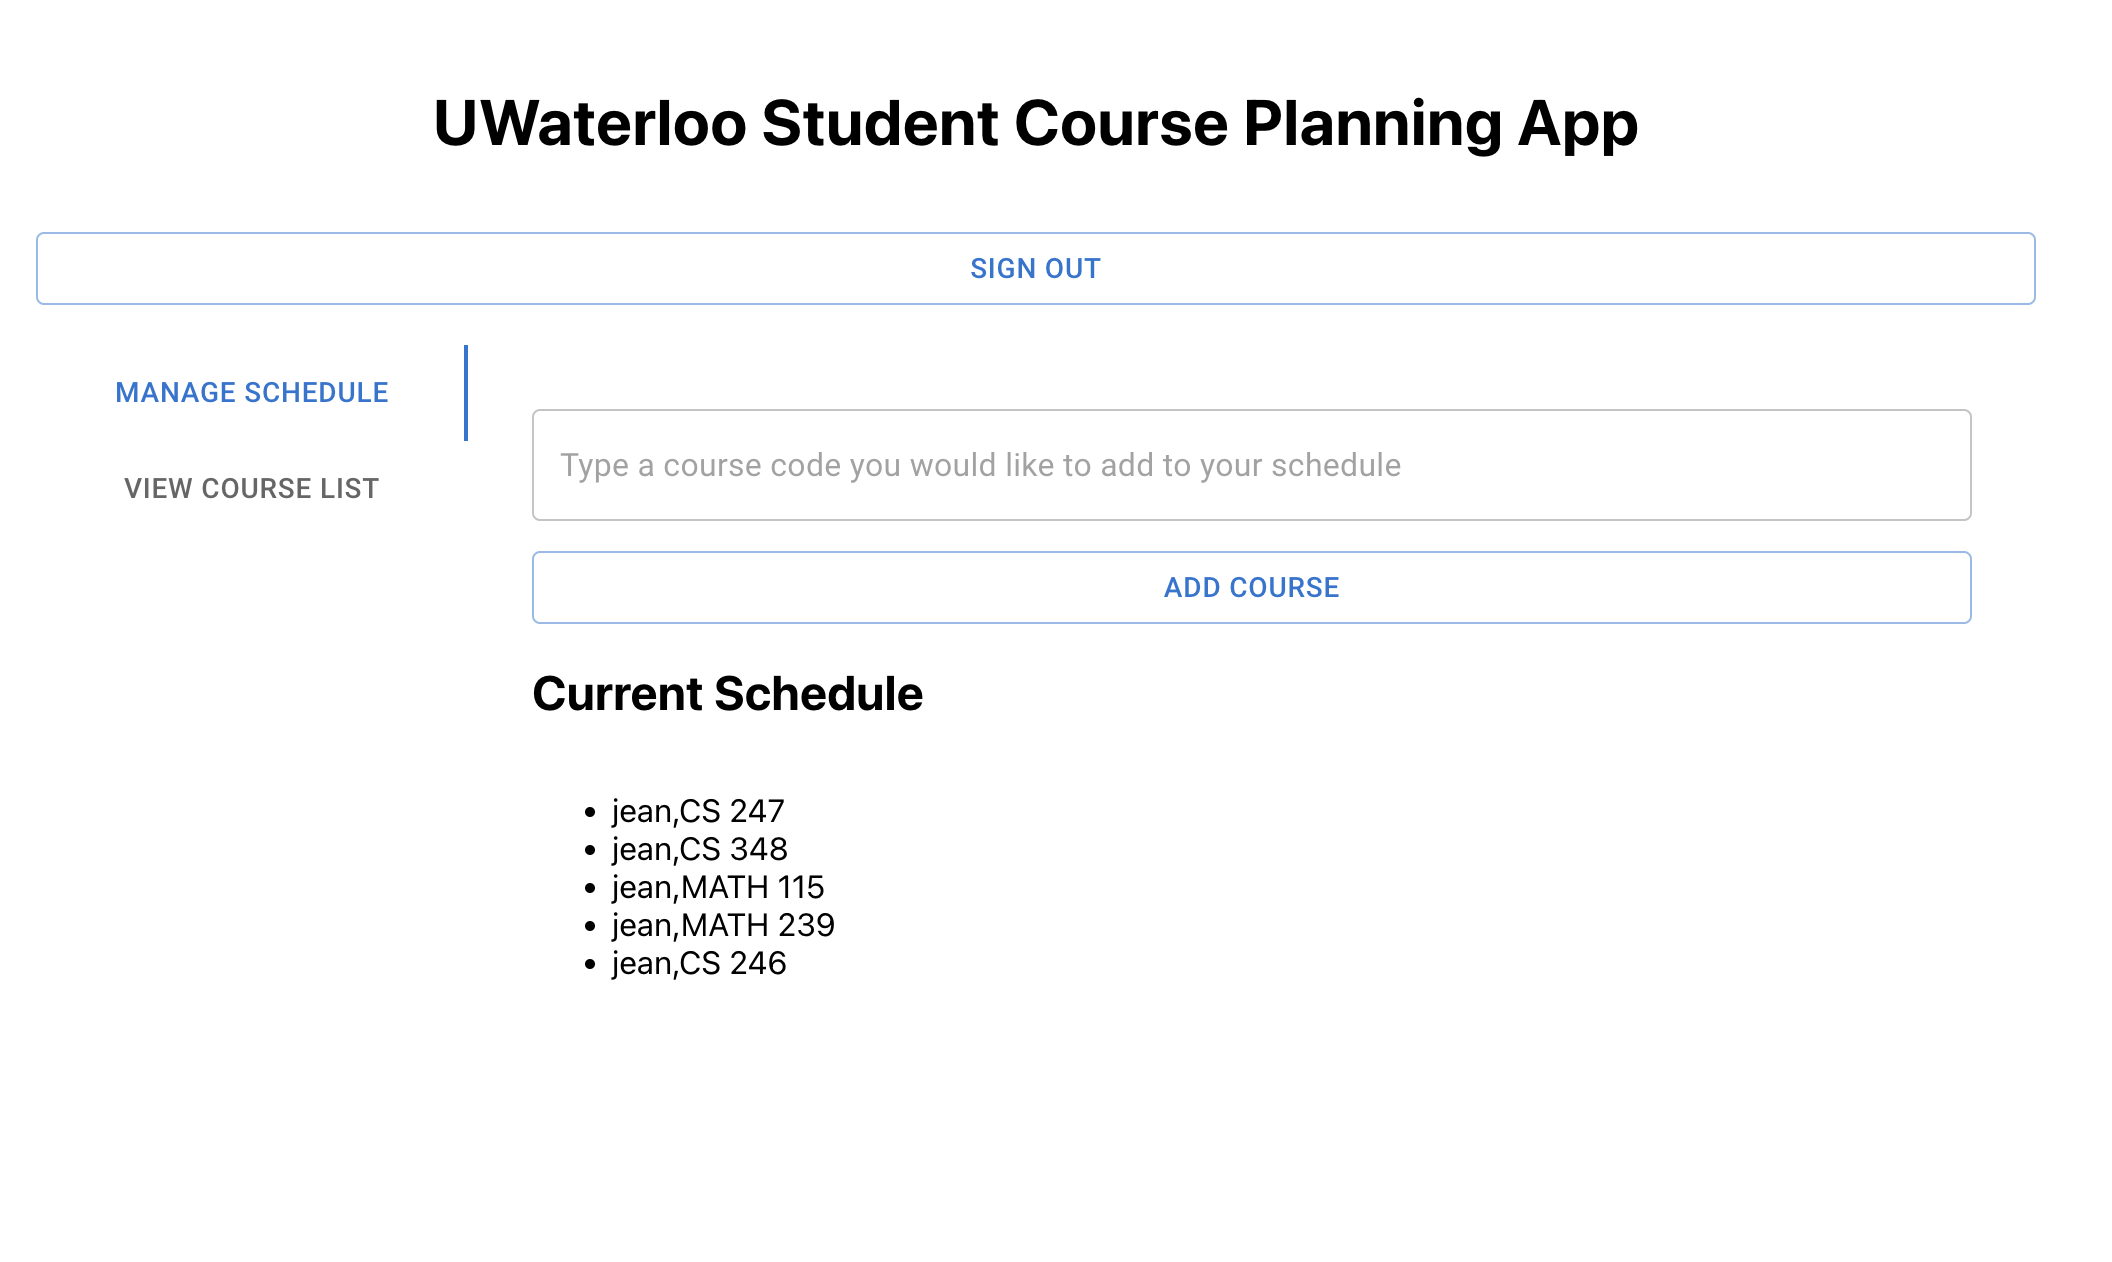 UWaterloo Student Course Planning App
SIGN OUT
MANAGE SCHEDULE
VIEW COURSE LIST
Type a course code you would like to add to your schedule
ADD COURSE
Current Schedule
jean,CS 247
jean,CS 348
jean,MATH 115
jean,MATH 239
jean,CS 246